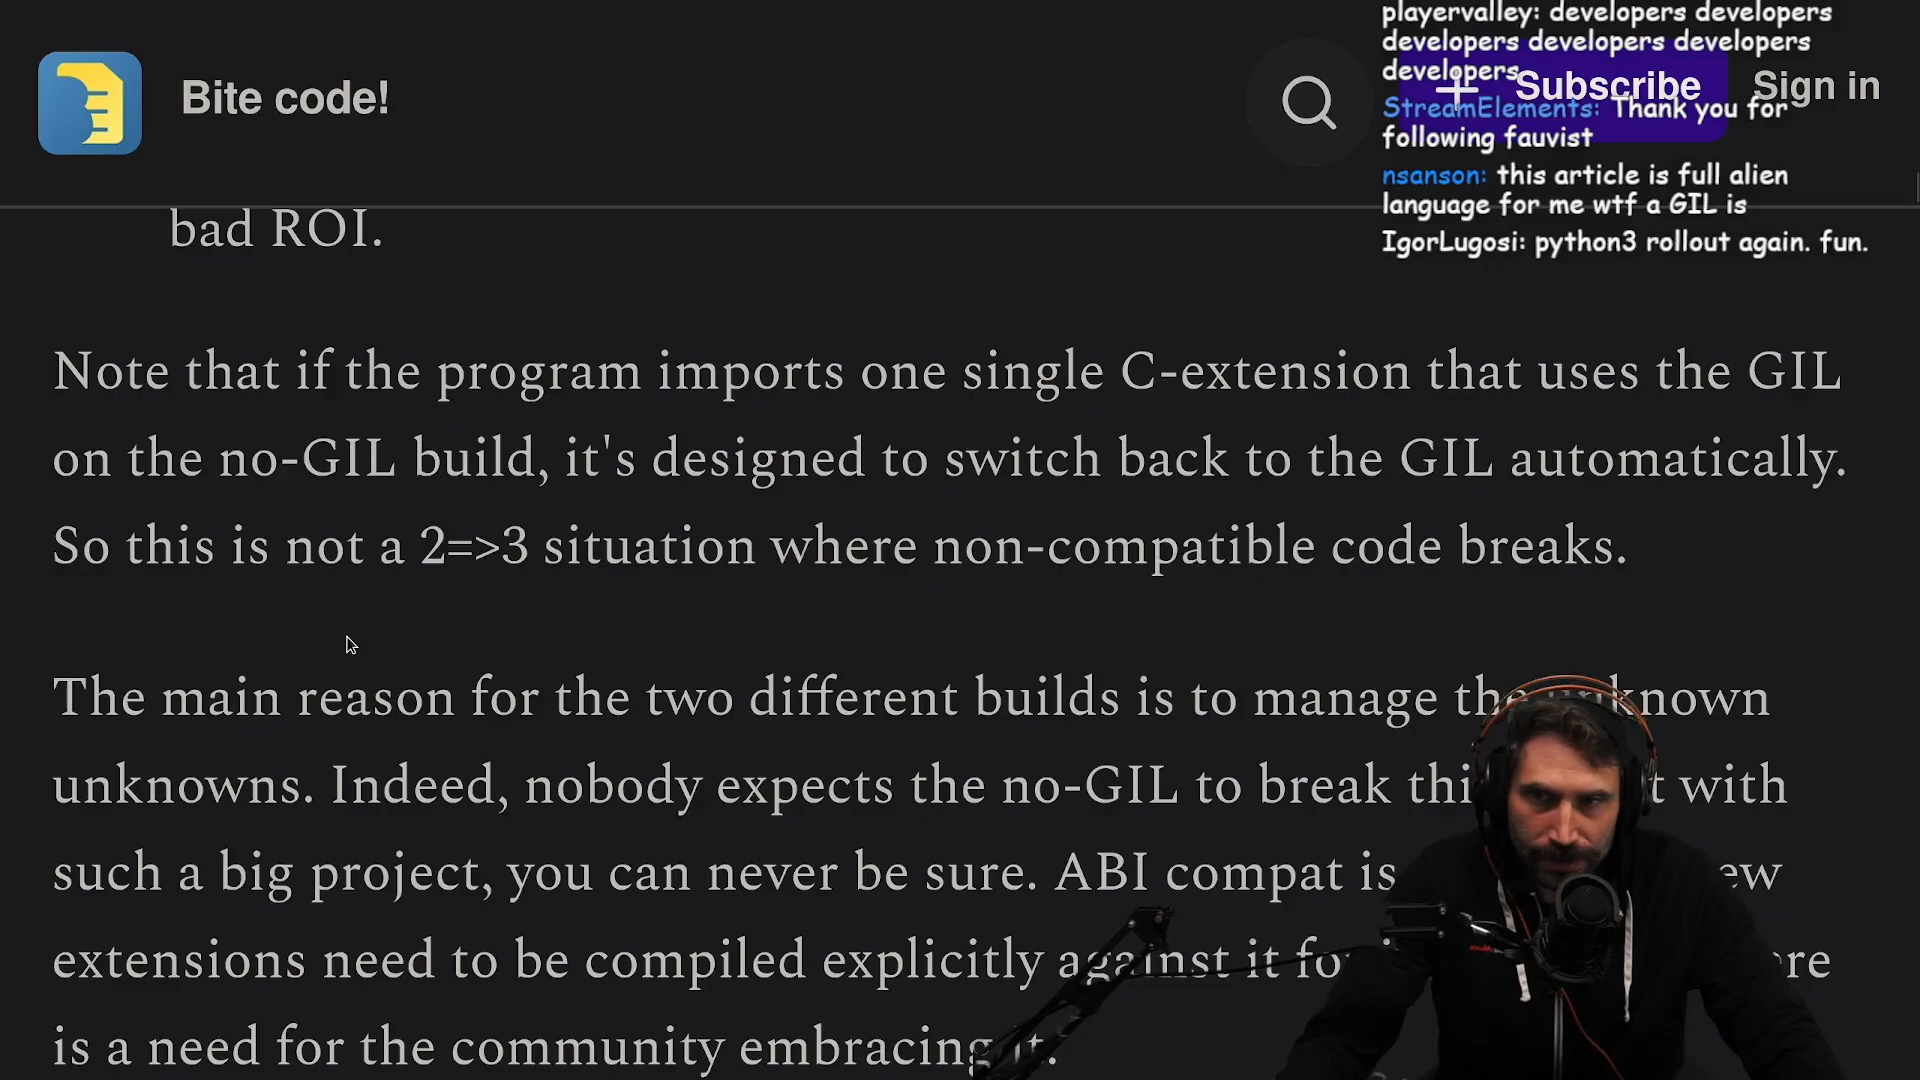 Bite code!
Subscribe
Sign in
playervalley: developers developers
developers developers developers
developers
StreamElements: Thank you for
following fauvist
nsanson: this article is full alien
language for me wtf a GIL is
IgorLugosi: python3 rollout again. fun.
bad ROI.
Note that if the program imports one single C-extension that uses the GIL
on the no-GIL build, it's designed to switch back to the GIL automatically.
So this is not a 2=>3 situation where non-compatible code breaks.
The main reason for the two different builds is to manage the unknown
unknowns. Indeed, nobody expects the no-GIL to break with
such a big project, you can never be sure. ABI compat is
extensions need to be compiled explicitly against it
is a need for the community embracing it.